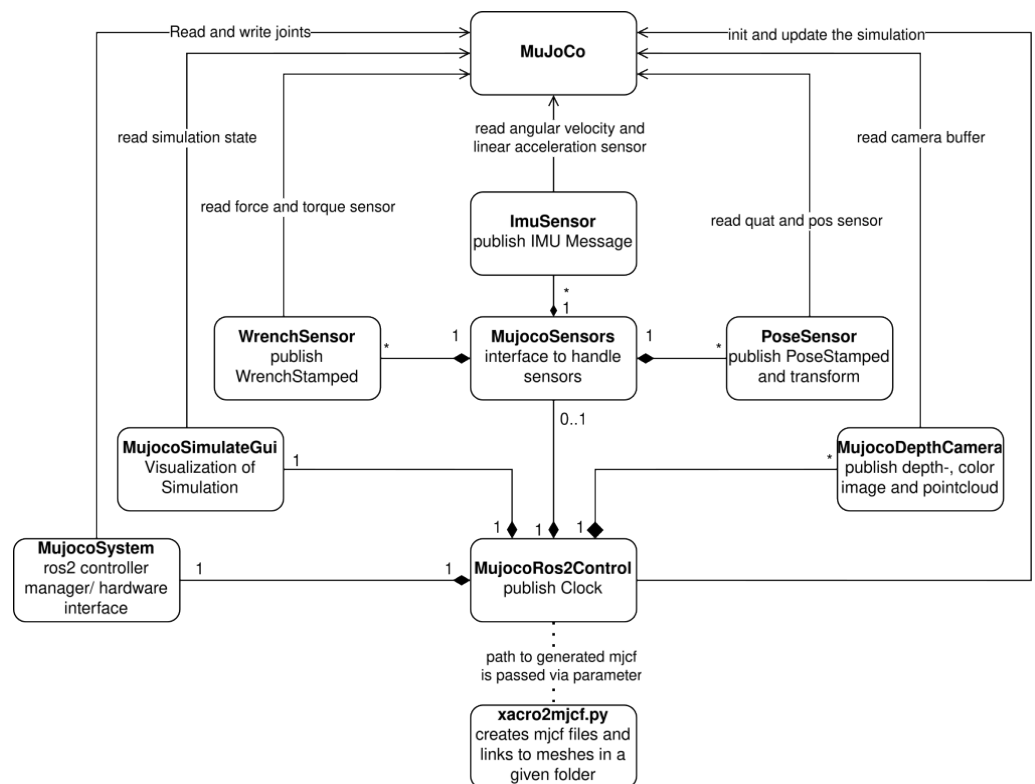 Read and write joints
init and update the simulation
MuJoCo
read simulation state
read angular velocity and
linear acceleration sensor
read camera buffer
read force and torque sensor
read quat and pos sensor
ImuSensor
publish IMU Message
*
1
WrenchSensor
publish
WrenchStamped
*
1
MujocoSensors
interface to handle
sensors
1
*
PoseSensor
publish PoseStamped
and transform
0..1
MujocoSimulateGui
Visualization of
Simulation
1
*
MujocoDepthCamera
publish depth-, color
image and pointcloud
1
1
1
MujocoSystem
ros2 controller
manager/ hardware
interface
1
1
MujocoRos2Control
publish Clock
path to generated mjcf
is passed via parameter
xacro2mjcf.py
creates mjcf files and
links to meshes in a
given folder